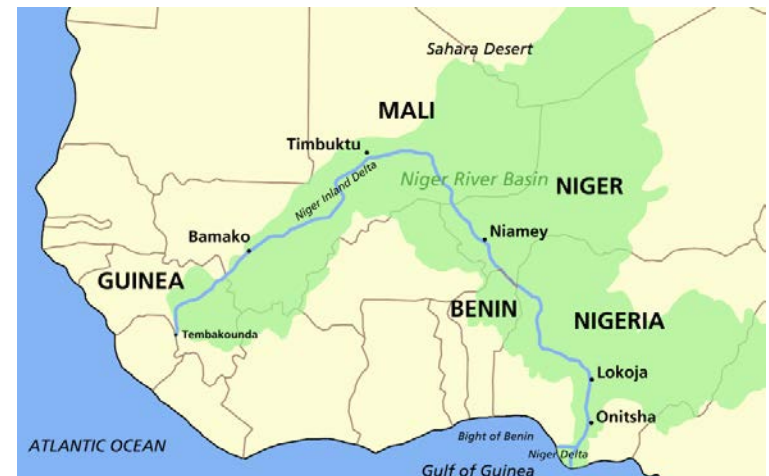 Sahara Desert
MALI
Timbuktu
Niger Inland Delta
Niger River Basin
NIGER
Bamako
Niamey
GUINEA
BENIN
NIGERIA
Tembakounda
Lokoja
Onitsha
Bight of Benin
ATLANTIC OCEAN
Niger Delta
Gulf of Guinea